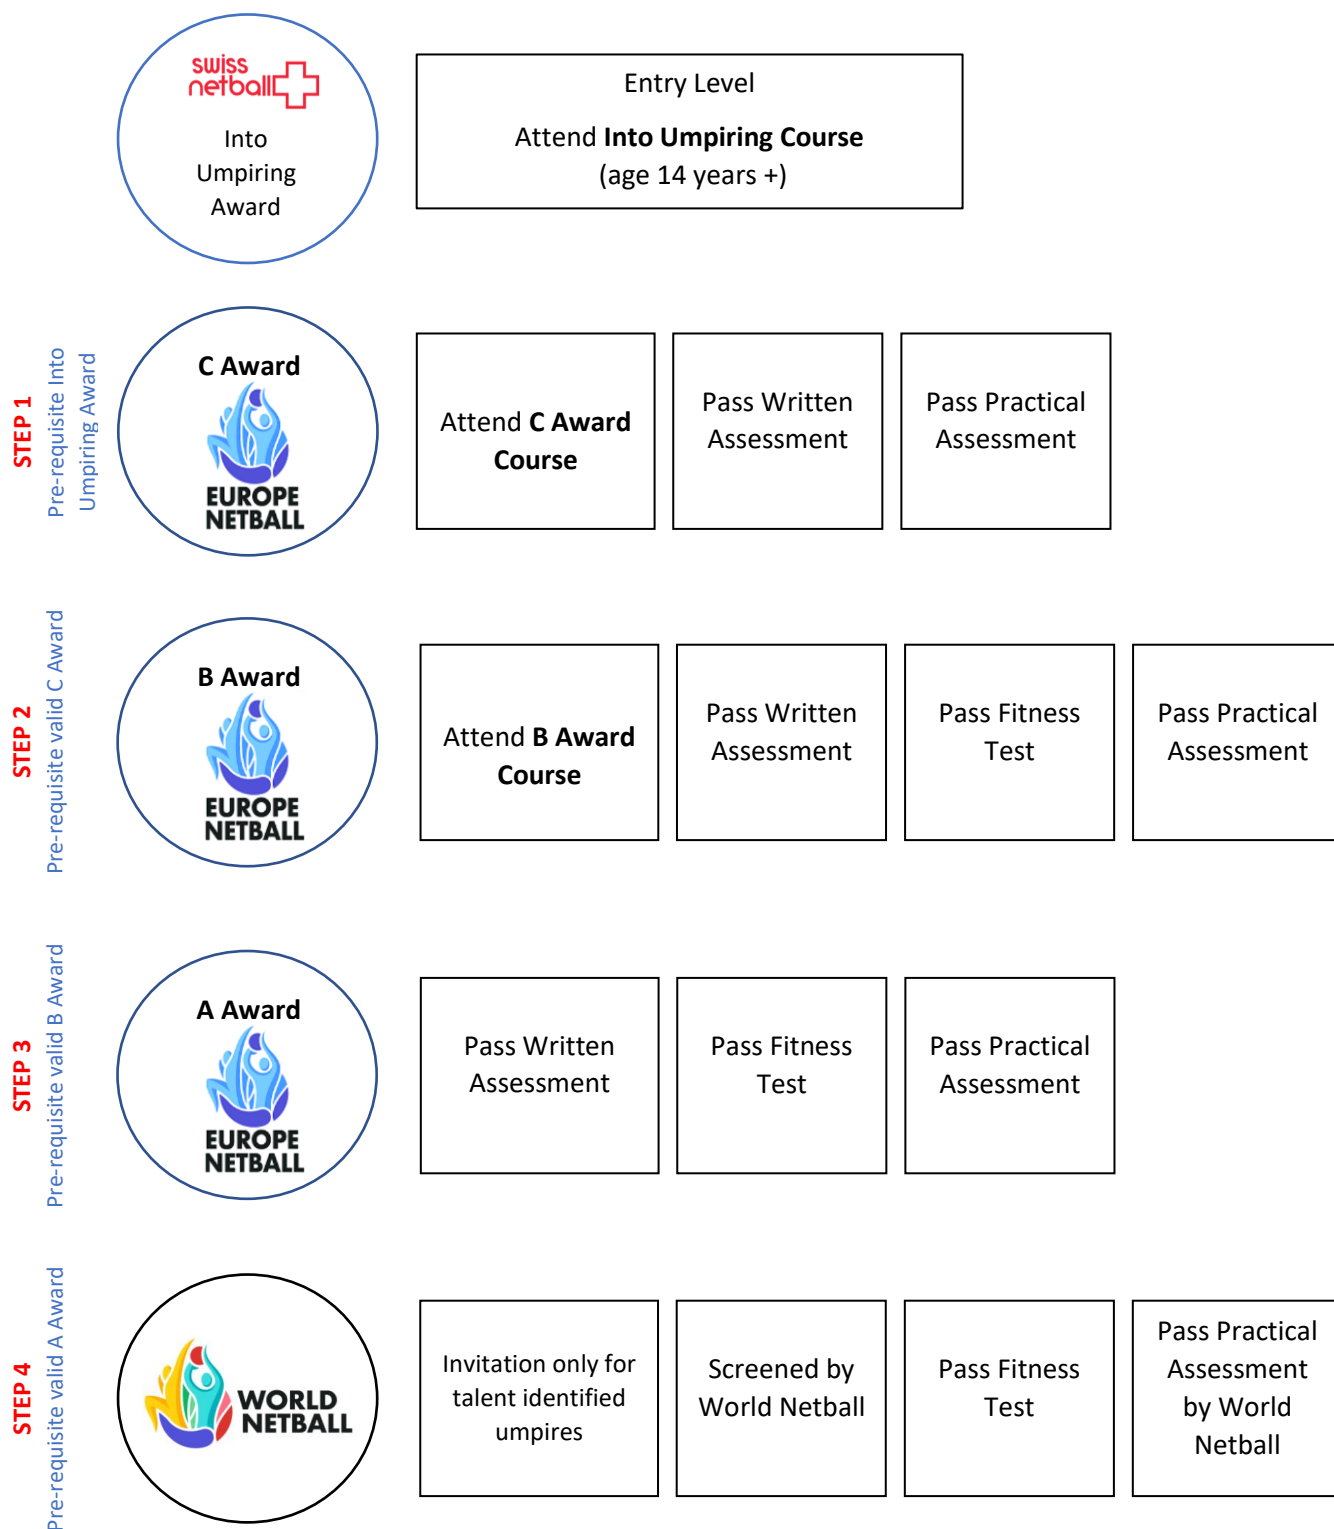 swiss
netball
Into
Umpiring
Award
Entry Level
Attend Into Umpiring Course
(age 14 years +)
STEP 1
Pre-requisite Into
Umpiring Award
C Award
EUROPE
NETBALL
Attend C Award
Course
Pass Written
Assessment
Pass Practical
Assessment
STEP 2
Pre-requisite valid C Award
B Award
EUROPE
NETBALL
Attend B Award
Course
Pass Written
Assessment
Pass Fitness
Test
Pass Practical
Assessment
STEP 3
Pre-requisite valid B Award
A Award
EUROPE
NETBALL
Pass Written
Assessment
Pass Fitness
Test
Pass Practical
Assessment
STEP 4
Pre-requisite valid A Award
WORLD
NETBALL
Invitation only for
talent identified
umpires
Screened by
World Netball
Pass Fitness
Test
Pass Practical
Assessment
by World
Netball